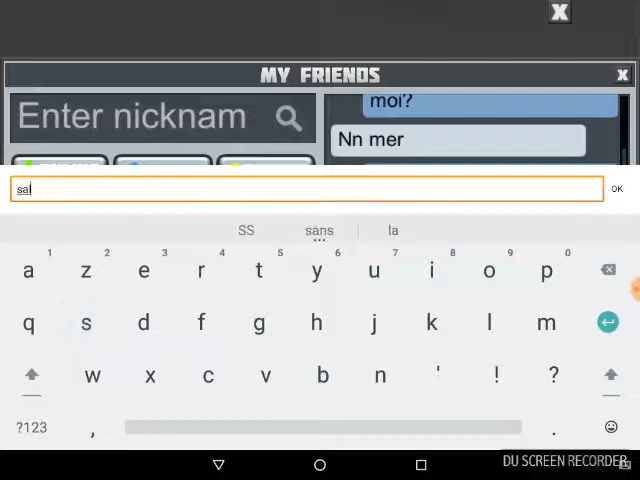 X
MY FRIENDS
X
Enter nicknam
moi?
Nn mer
sal
OK
SS sans la
1 2 3 4 5 6 7 8 9 0
a z e r t y u i o p
q s d f g h j k l m
w x c v b n ' ! ?
?123 , .
DU SCREEN RECORDER